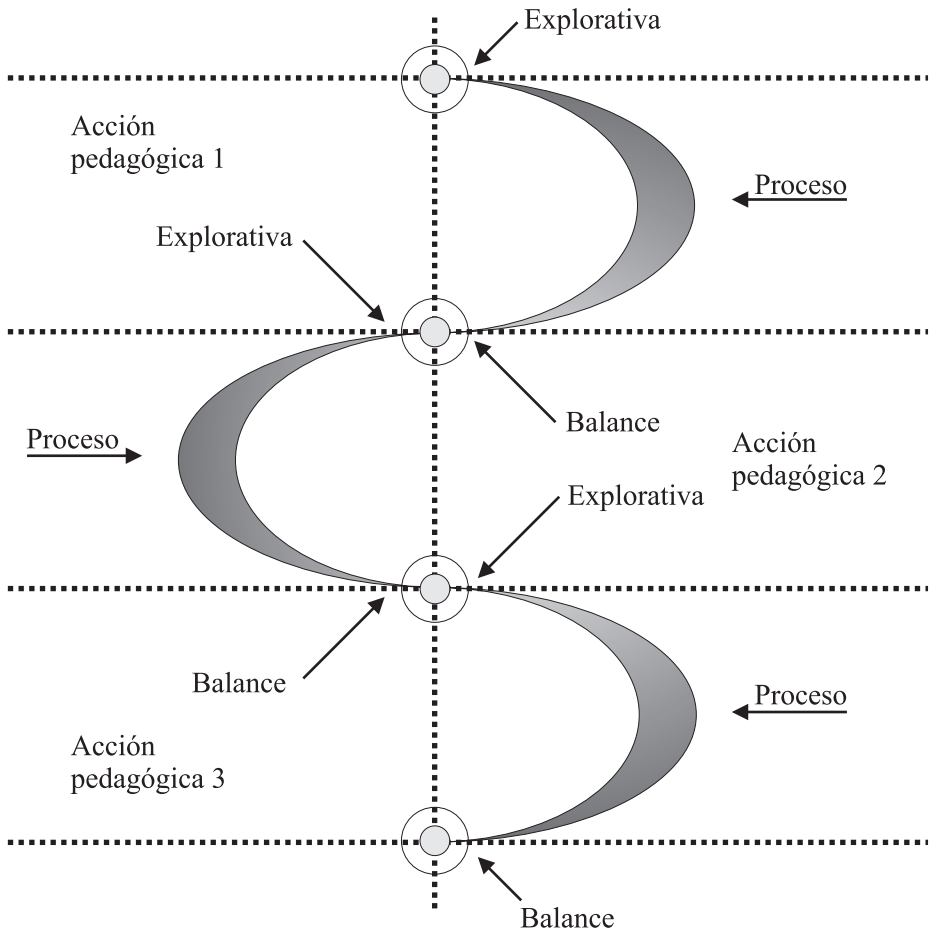 Explorativa
Acción
pedagógica 1
Proceso
Explorativa
Balance
Proceso
Acción
pedagógica 2
Explorativa
Balance
Proceso
Acción
pedagógica 3
Balance